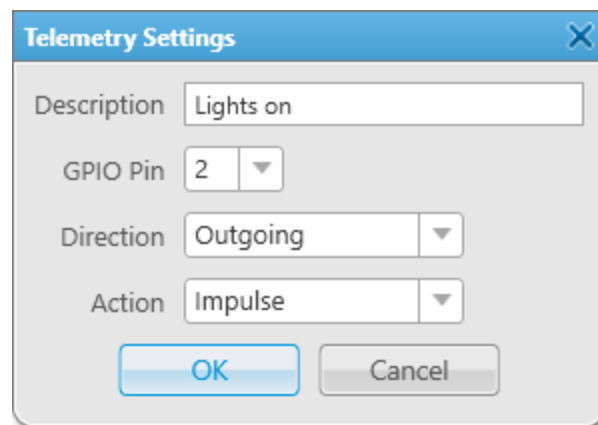 Telemetry Settings
Description Lights on
GPIO Pin 2
Direction Outgoing
Action Impulse
OK Cancel